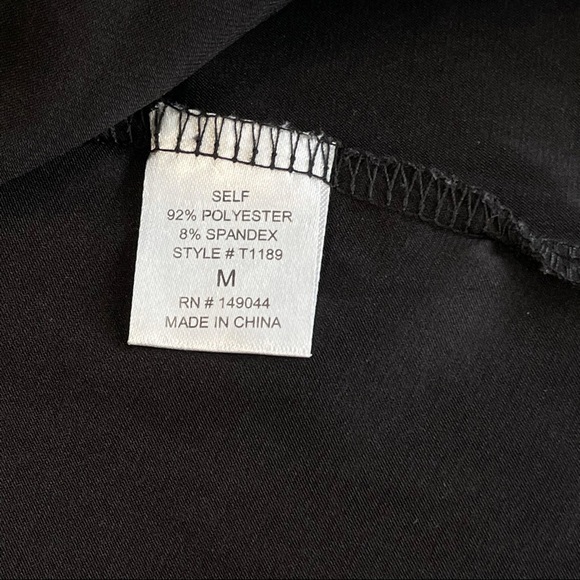 SELF
92% POLYESTER
8% SPANDEX
STYLE # T1189
M
RN # 149044
MADE IN CHINA